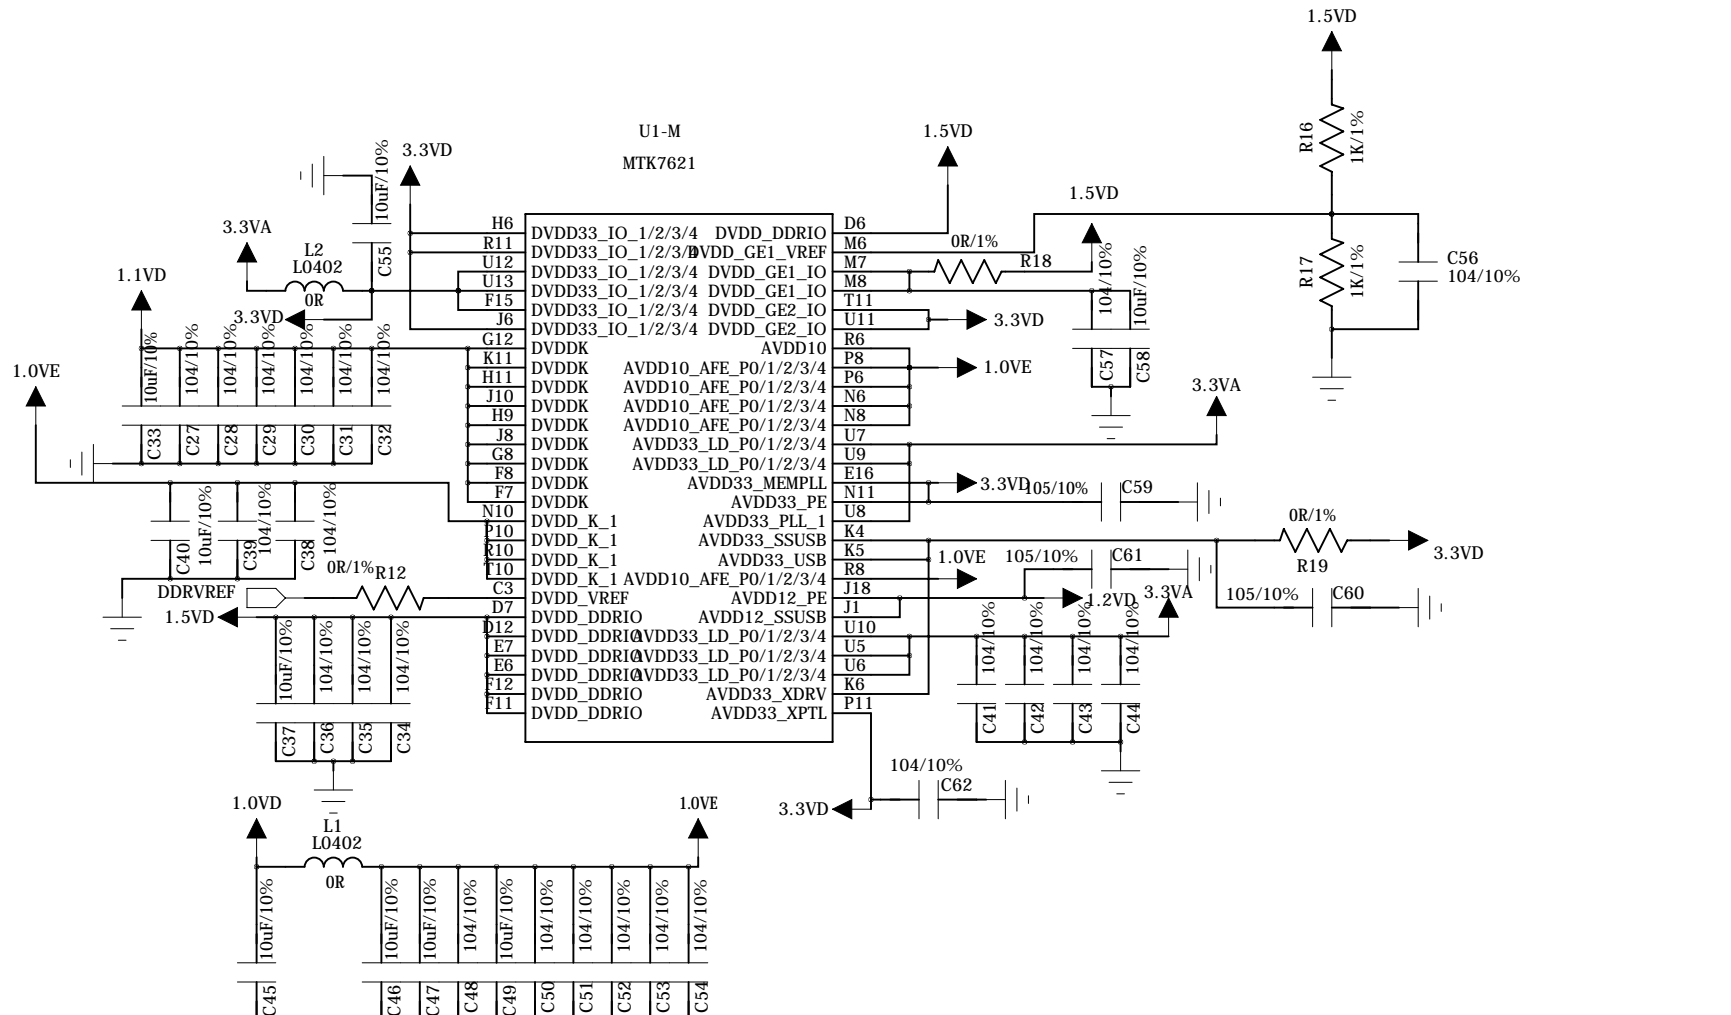 1.5VD
R16
1K/1%
R17
1K/1%
C56
104/10%
U1-M
MTK7621
1.5VD
1.5VD
0R/1%
R18
104/10%
10uF/10%
C57
C58
3.3VD
10uF/10%
C55
3.3VA
L2
L0402
0R
3.3VD
1.1VD
10uF/10%
104/10%
104/10%
104/10%
104/10%
104/10%
104/10%
C33
C27
C28
C29
C30
C31
C32
1.0VE
C40
10uF/10%
C39
104/10%
C38
104/10%
0R/1%
R12
DDRVREF
1.5VD
10uF/10%
104/10%
104/10%
104/10%
C37
C36
C35
C34
H6 DVDD33_IO_1/2/3/4
R11 DVDD33_IO_1/2/3/4
U12 DVDD33_IO_1/2/3/4
U13 DVDD33_IO_1/2/3/4
F15 DVDD33_IO_1/2/3/4
J6 DVDD33_IO_1/2/3/4
G12 DVDDK
K11 DVDDK
H11 DVDDK
J10 DVDDK
H9 DVDDK
J8 DVDDK
G8 DVDDK
F8 DVDDK
F7 DVDDK
N10 DVDD_K_1
P10 DVDD_K_1
R10 DVDD_K_1
T10 DVDD_K_1
C3 DVDD_VREF
D7 DVDD_DDRIO
D12 DVDD_DDRIO
E7 DVDD_DDRIO
E6 DVDD_DDRIO
F12 DVDD_DDRIO
F11 DVDD_DDRIO
DVDD_DDRIO D6
DVDD_GE1_VREF M6
DVDD_GE1_IO M7
DVDD_GE1_IO M8
DVDD_GE2_IO T11
DVDD_GE2_IO U11
AVDD10 R6
AVDD10_AFE_P0/1/2/3/4 P8
AVDD10_AFE_P0/1/2/3/4 P6
AVDD10_AFE_P0/1/2/3/4 N6
AVDD10_AFE_P0/1/2/3/4 N8
AVDD33_LD_P0/1/2/3/4 U7
AVDD33_LD_P0/1/2/3/4 U9
AVDD33_MEMPLL E16
AVDD33_PE N11
AVDD33_PLL_1 U8
AVDD33_SSUSB K4
AVDD33_USB K5
AVDD10_AFE_P0/1/2/3/4 R8
AVDD12_PE J18
AVDD12_SSUSB J1
AVDD33_LD_P0/1/2/3/4 U10
AVDD33_LD_P0/1/2/3/4 U5
AVDD33_LD_P0/1/2/3/4 U6
AVDD33_XDRV K6
AVDD33_XPTL P11
3.3VD
1.0VE
3.3VA
3.3VD
105/10%
C59
0R/1%
R19
3.3VD
1.0VE
105/10%
C61
1.2VD
3.3VA
105/10%
C60
104/10%
104/10%
104/10%
104/10%
C41
C42
C43
C44
104/10%
C62
3.3VD
1.0VD
L1
L0402
0R
1.0VE
10uF/10%
10uF/10%
10uF/10%
104/10%
10uF/10%
104/10%
104/10%
104/10%
104/10%
104/10%
C45
C46
C47
C48
C49
C50
C51
C52
C53
C54